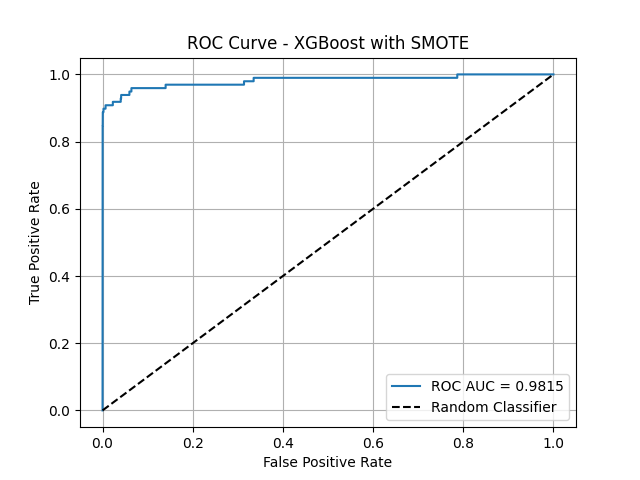 ROC Curve - XGBoost with SMOTE
1.0
0.8
0.6
0.4
0.2
0.0
True Positive Rate
0.0 0.2 0.4 0.6 0.8 1.0
False Positive Rate
ROC AUC = 0.9815
Random Classifier